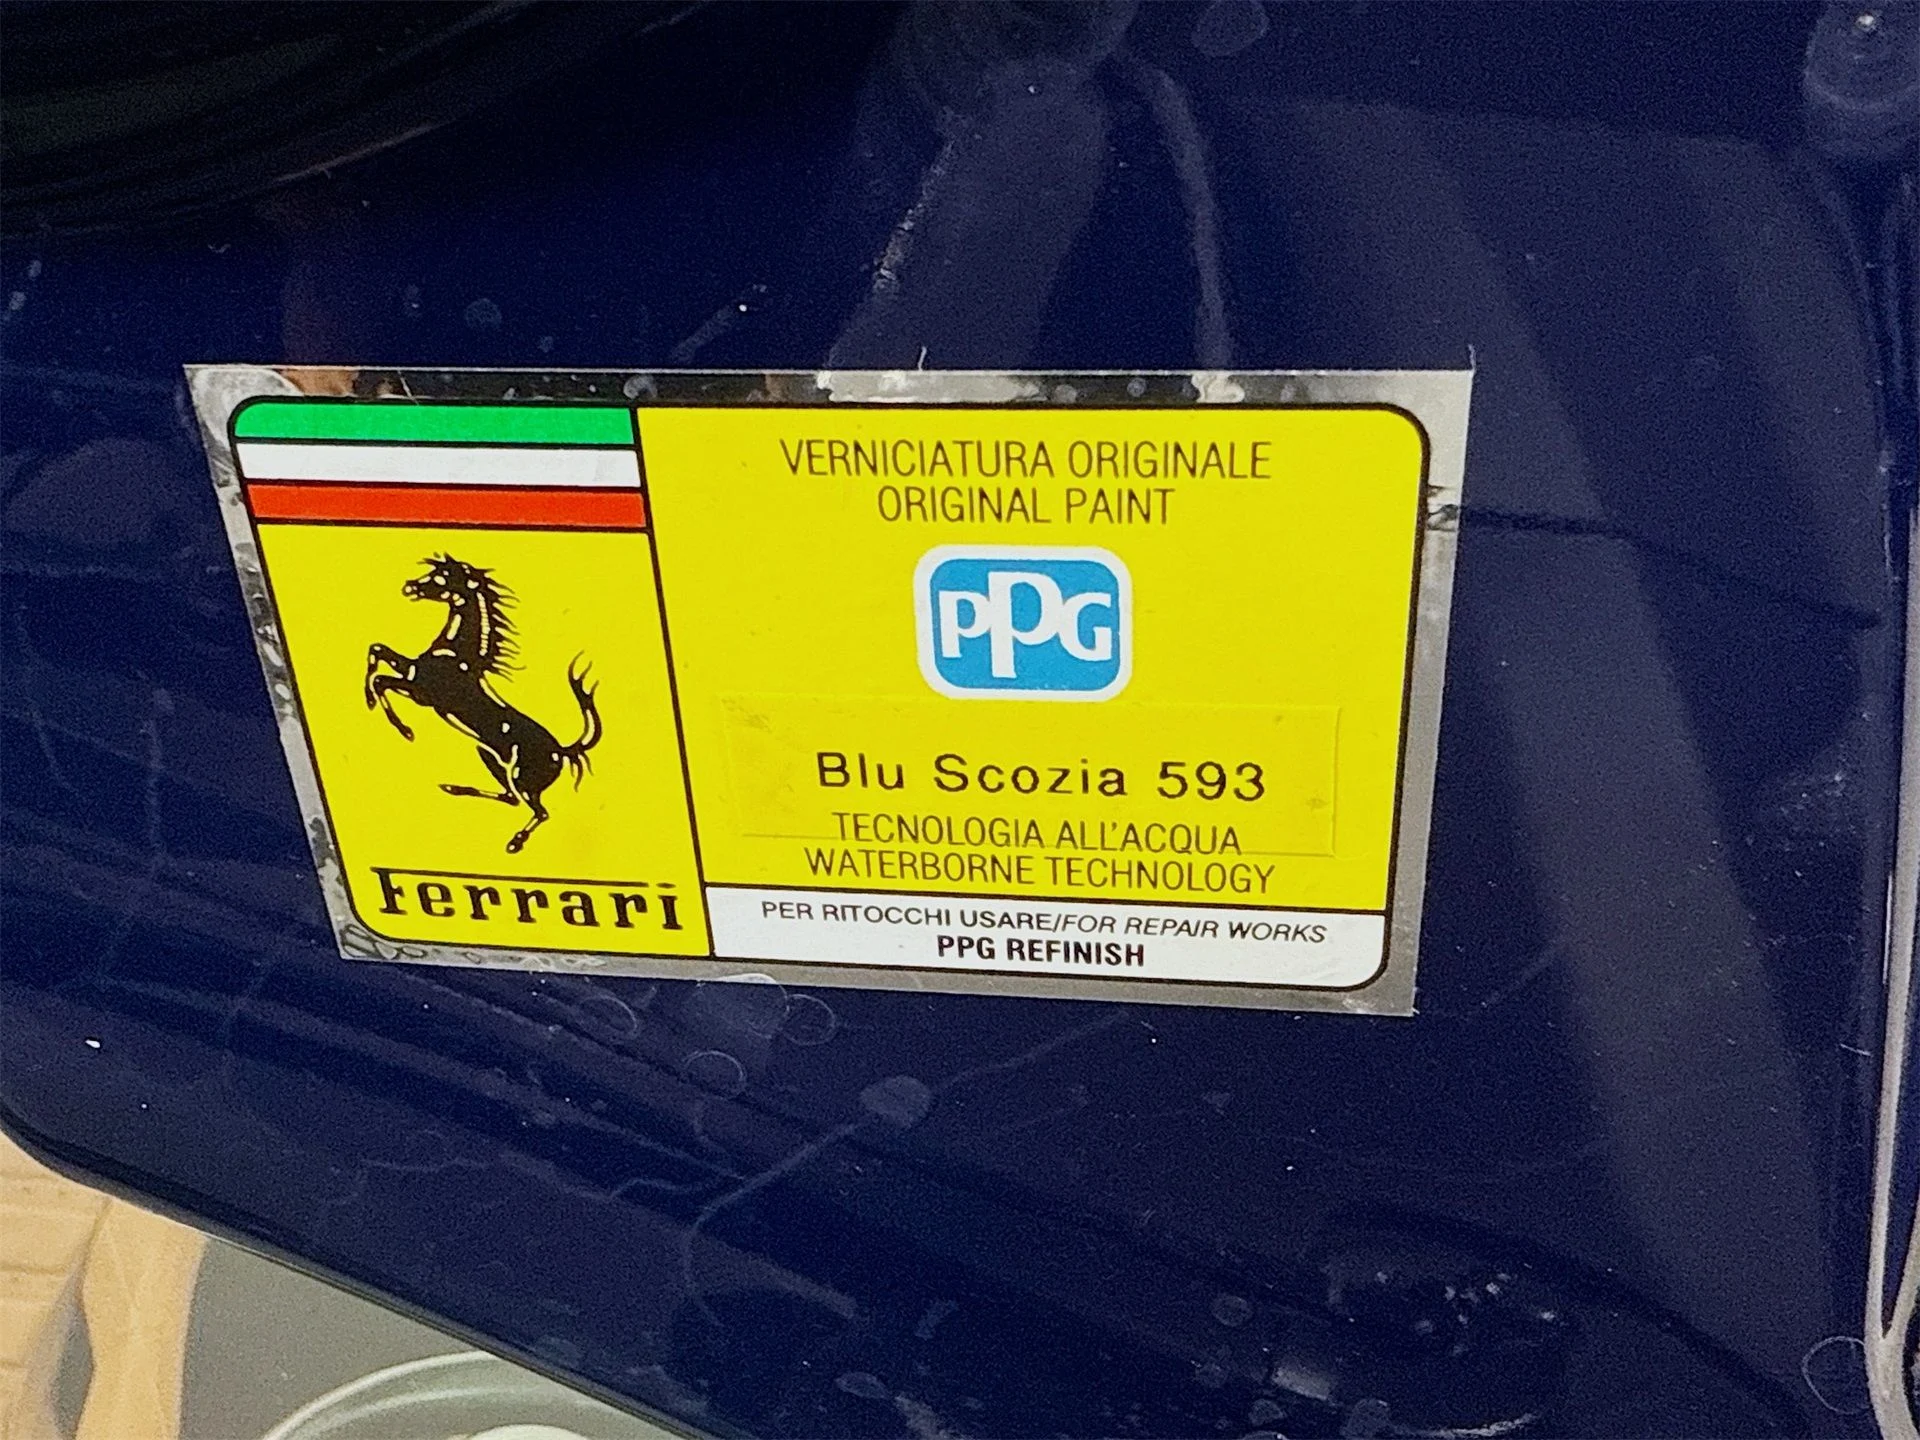 VERNICIATURA ORIGINALE
ORIGINAL PAINT
PPG
Blu Scozia 593
TECNOLOGIA ALL'ACQUA
WATERBORNE TECHNOLOGY
Ferrari
PER RITOCCHI USARE/FOR REPAIR WORKS
PPG REFINISH